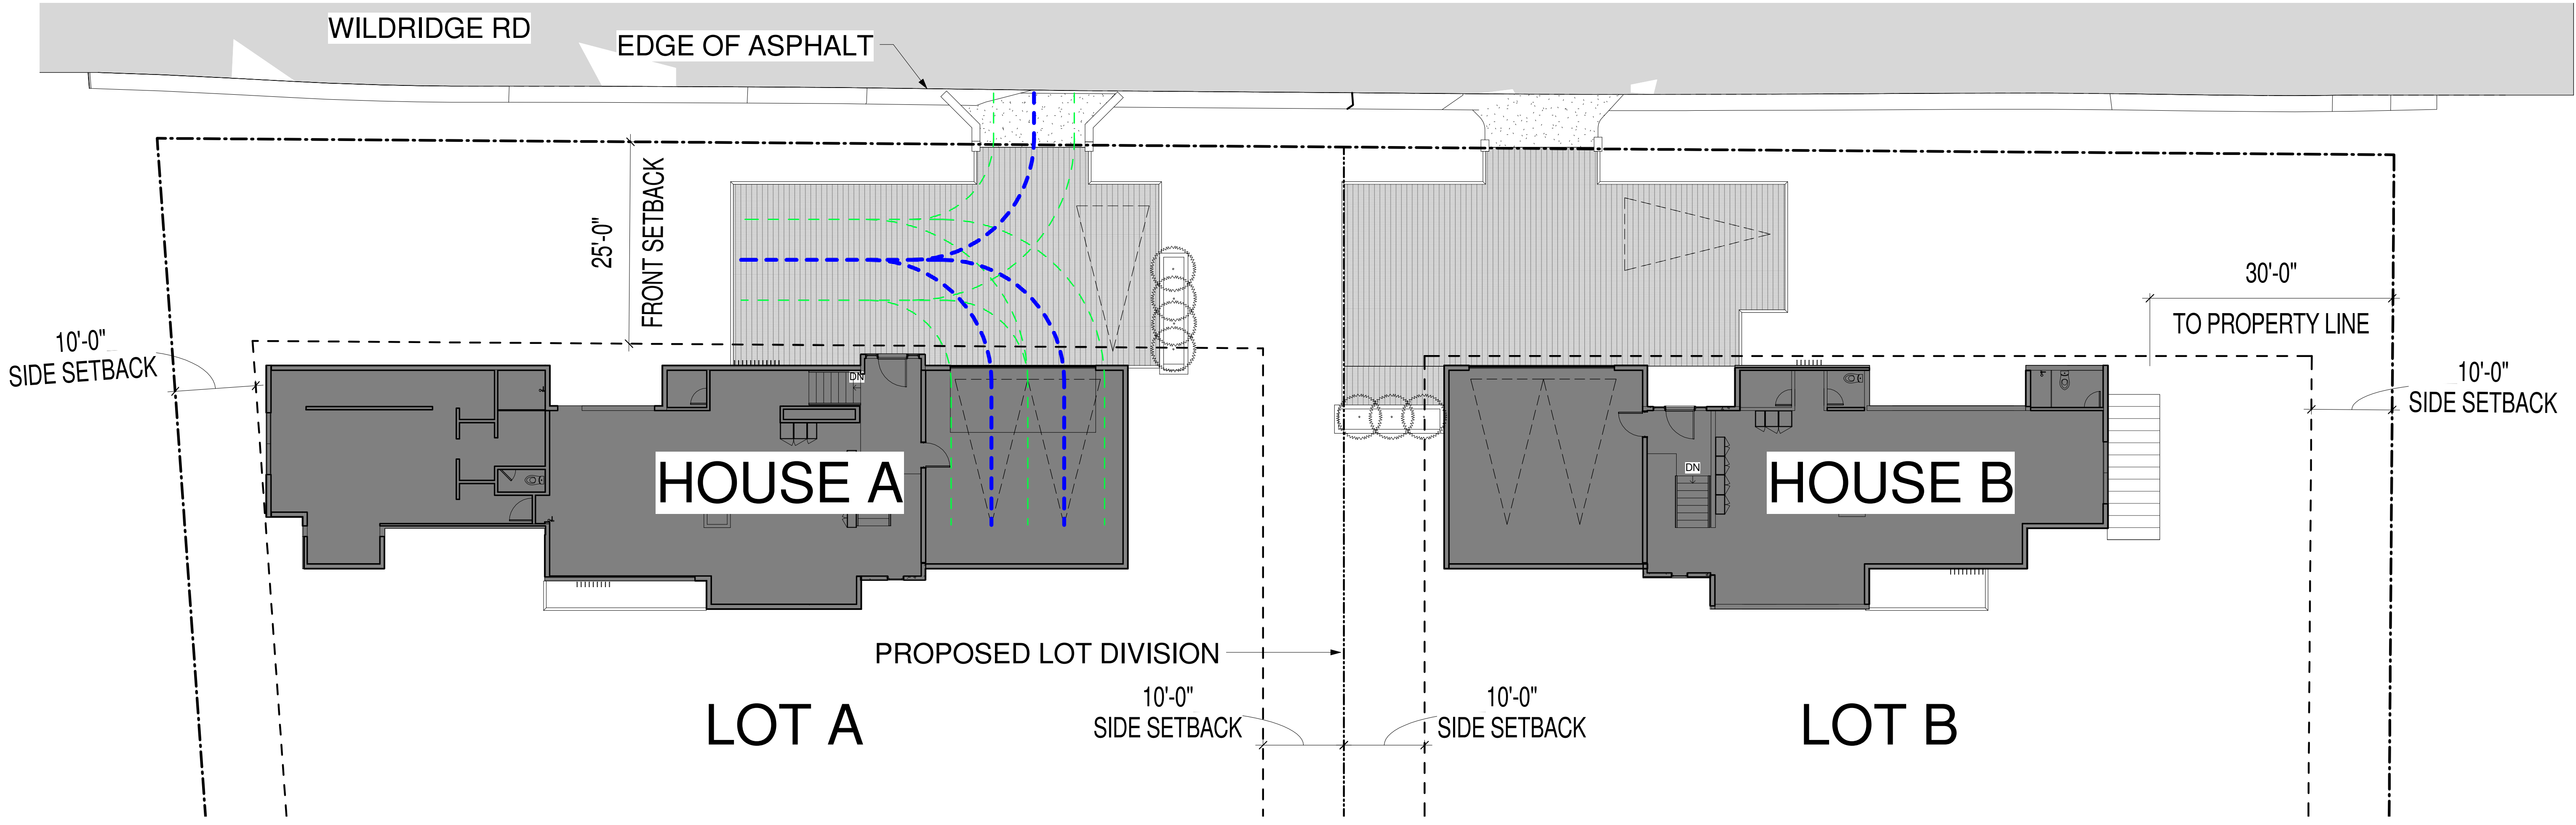 WILDRIDGE RD
EDGE OF ASPHALT
25'-0"
FRONT SETBACK
30'-0"
TO PROPERTY LINE
10'-0"
SIDE SETBACK
10'-0"
SIDE SETBACK
DN
HOUSE A
DN
HOUSE B
PROPOSED LOT DIVISION
10'-0"
SIDE SETBACK
10'-0"
SIDE SETBACK
LOT A
LOT B